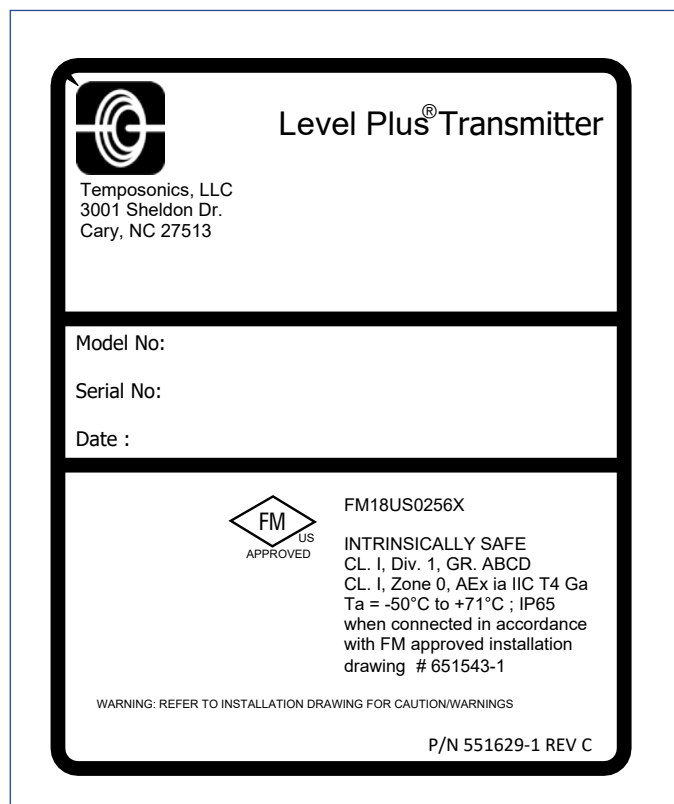 Level Plus® Transmitter
Temposonics, LLC
3001 Sheldon Dr.
Cary, NC 27513
Model No:
Serial No:
Date :
FM
US
APPROVED
FM18US0256X
INTRINSICALLY SAFE
CL. I, Div. 1, GR. ABCD
CL. I, Zone 0, AEx ia IIC T4 Ga
Ta = -50°C to +71°C ; IP65
when connected in accordance
with FM approved installation
drawing # 651543-1
WARNING: REFER TO INSTALLATION DRAWING FOR CAUTION/WARNINGS
P/N 551629-1 REV C